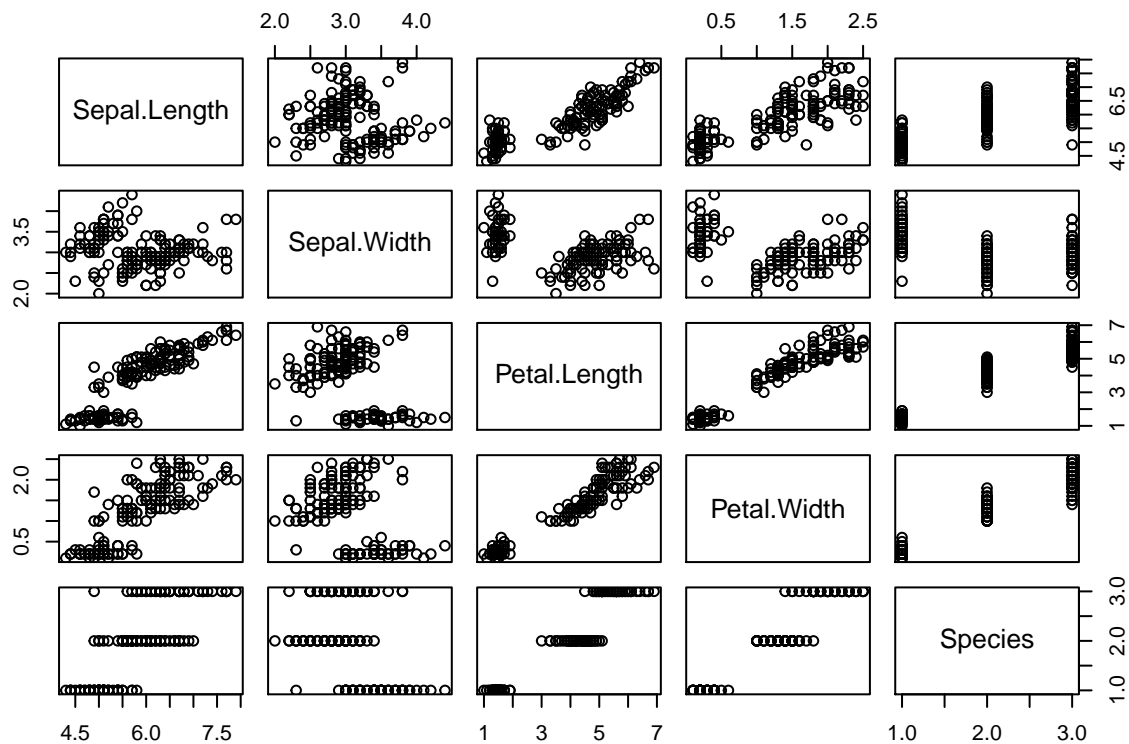 2.0 3.0 4.0
0.5 1.5 2.5
Sepal.Length
4.5 6.5
2.0 3.5
Sepal.Width
Petal.Length
1 3 5 7
0.5 2.0
Petal.Width
Species
1.0 2.0 3.0
4.5 6.0 7.5
1 3 5 7
1.0 2.0 3.0